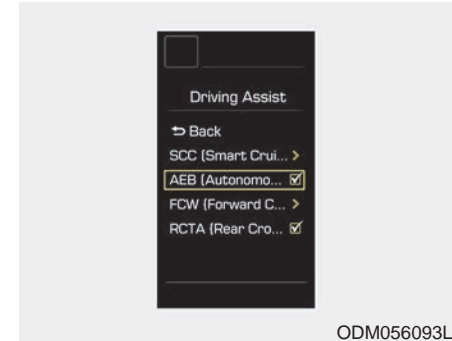 Driving Assist
Back
SCC (Smart Crui...
AEB (Autonomo...
FCW (Forward C...
RCTA (Rear Cro...
ODM056093L